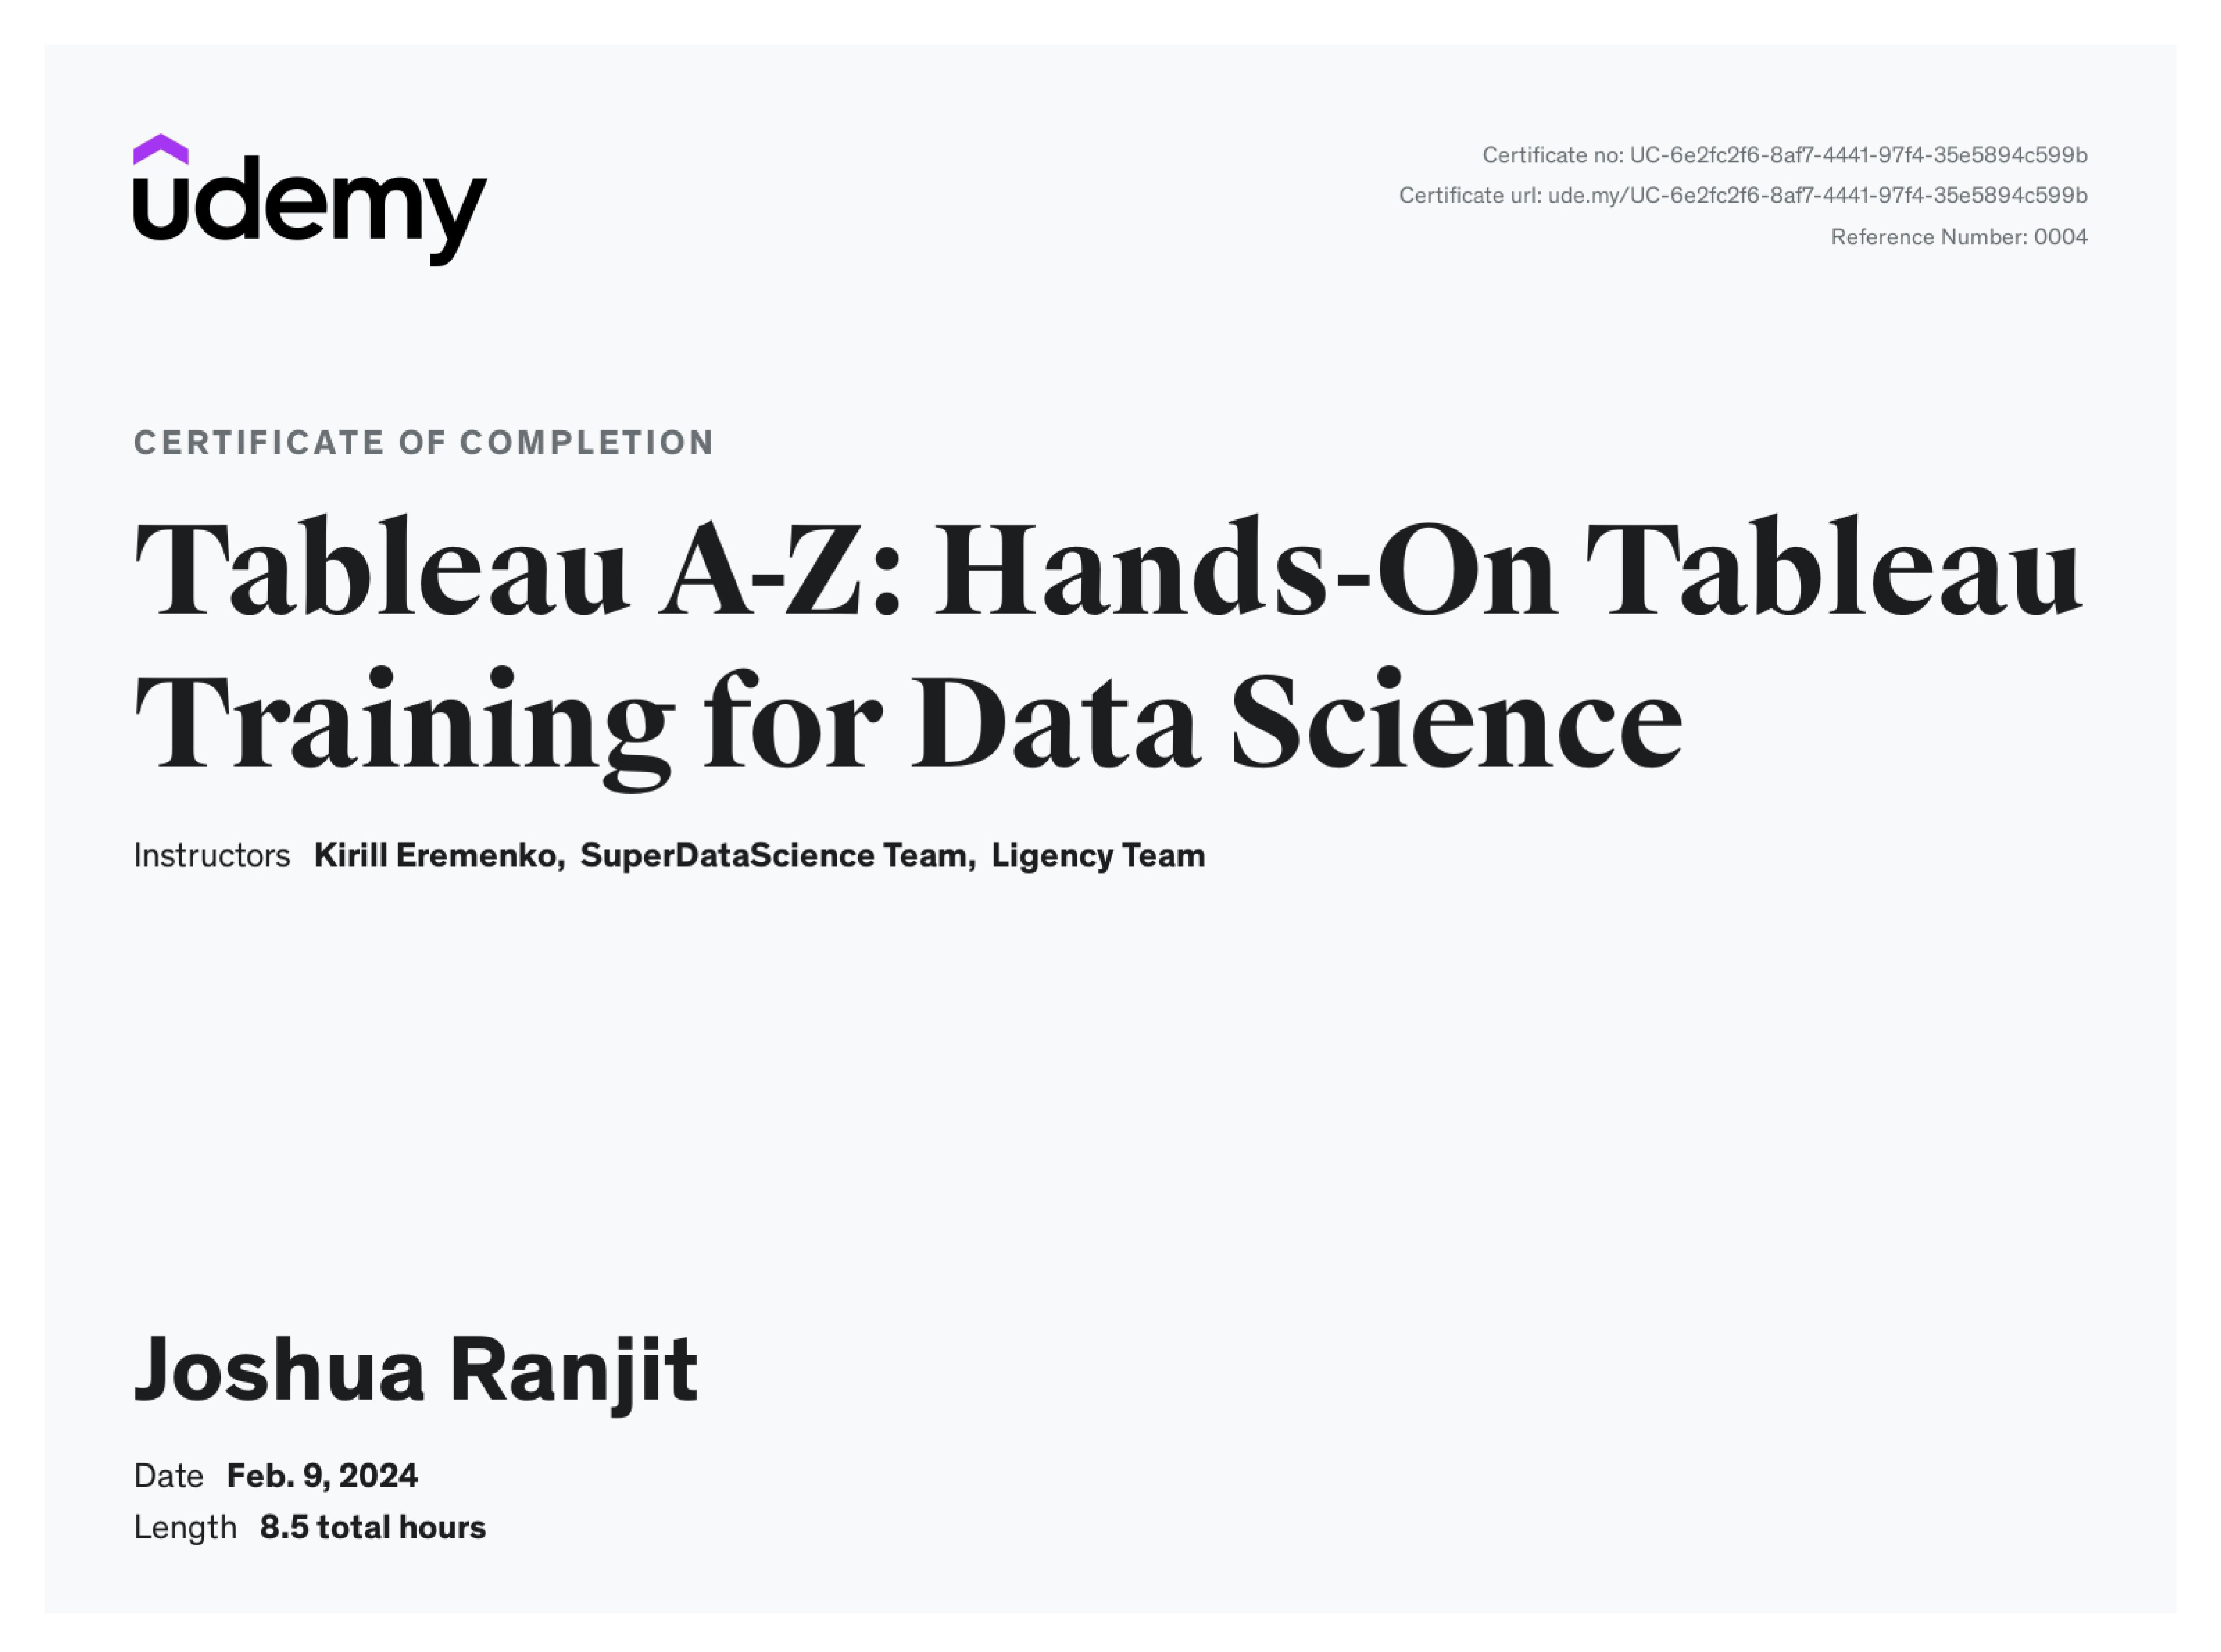 udemy
Certificate no: UC-6e2fc2f6-8af7-4441-97f4-35e5894c599b
Certificate url: ude.my/UC-6e2fc2f6-8af7-4441-97f4-35e5894c599b
Reference Number: 0004
CERTIFICATE OF COMPLETION
Tableau A-Z: Hands-On Tableau
Training for Data Science
Instructors Kirill Eremenko, SuperDataScience Team, Ligency Team
Joshua Ranjit
Date Feb. 9, 2024
Length 8.5 total hours